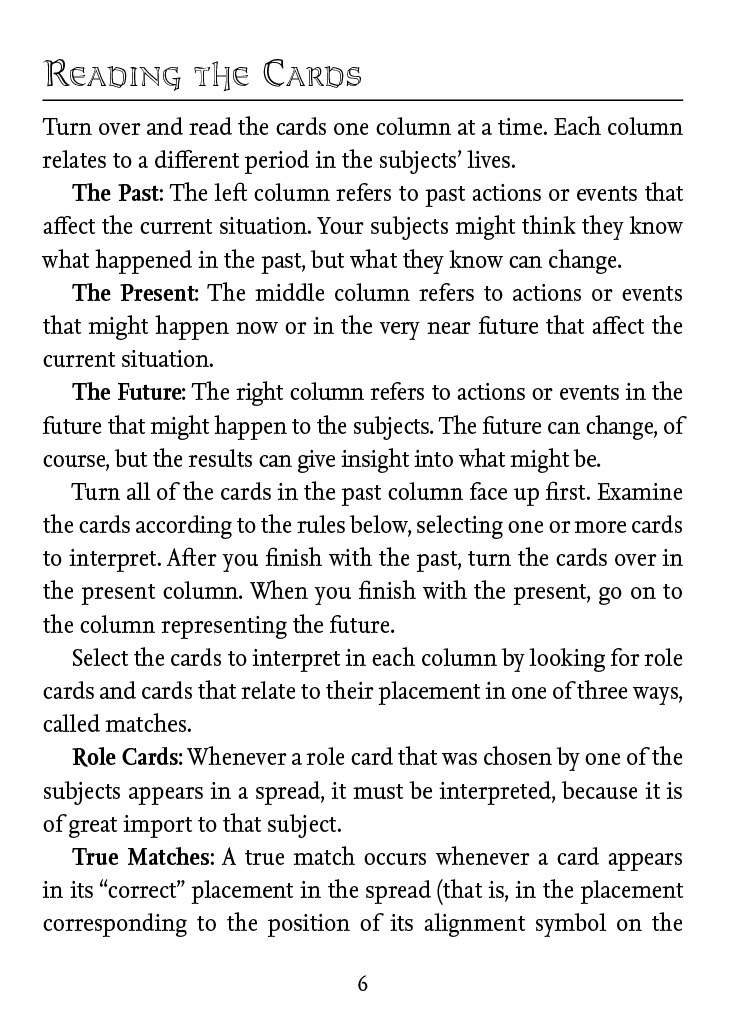 Reading the Cards
Turn over and read the cards one column at a time. Each column
relates to a different period in the subjects’ lives.
The Past: The left column refers to past actions or events that
affect the current situation. Your subjects might think they know
what happened in the past, but what they know can change.
The Present: The middle column refers to actions or events
that might happen now or in the very near future that affect the
current situation.
The Future: The right column refers to actions or events in the
future that might happen to the subjects. The future can change, of
course, but the results can give insight into what might be.
Turn all of the cards in the past column face up first. Examine
the cards according to the rules below, selecting one or more cards
to interpret. After you finish with the past, turn the cards over in
the present column. When you finish with the present, go on to
the column representing the future.
Select the cards to interpret in each column by looking for role
cards and cards that relate to their placement in one of three ways,
called matches.
Role Cards: Whenever a role card that was chosen by one of the
subjects appears in a spread, it must be interpreted, because it is
of great import to that subject.
True Matches: A true match occurs whenever a card appears
in its “correct” placement in the spread (that is, in the placement
corresponding to the position of its alignment symbol on the
6